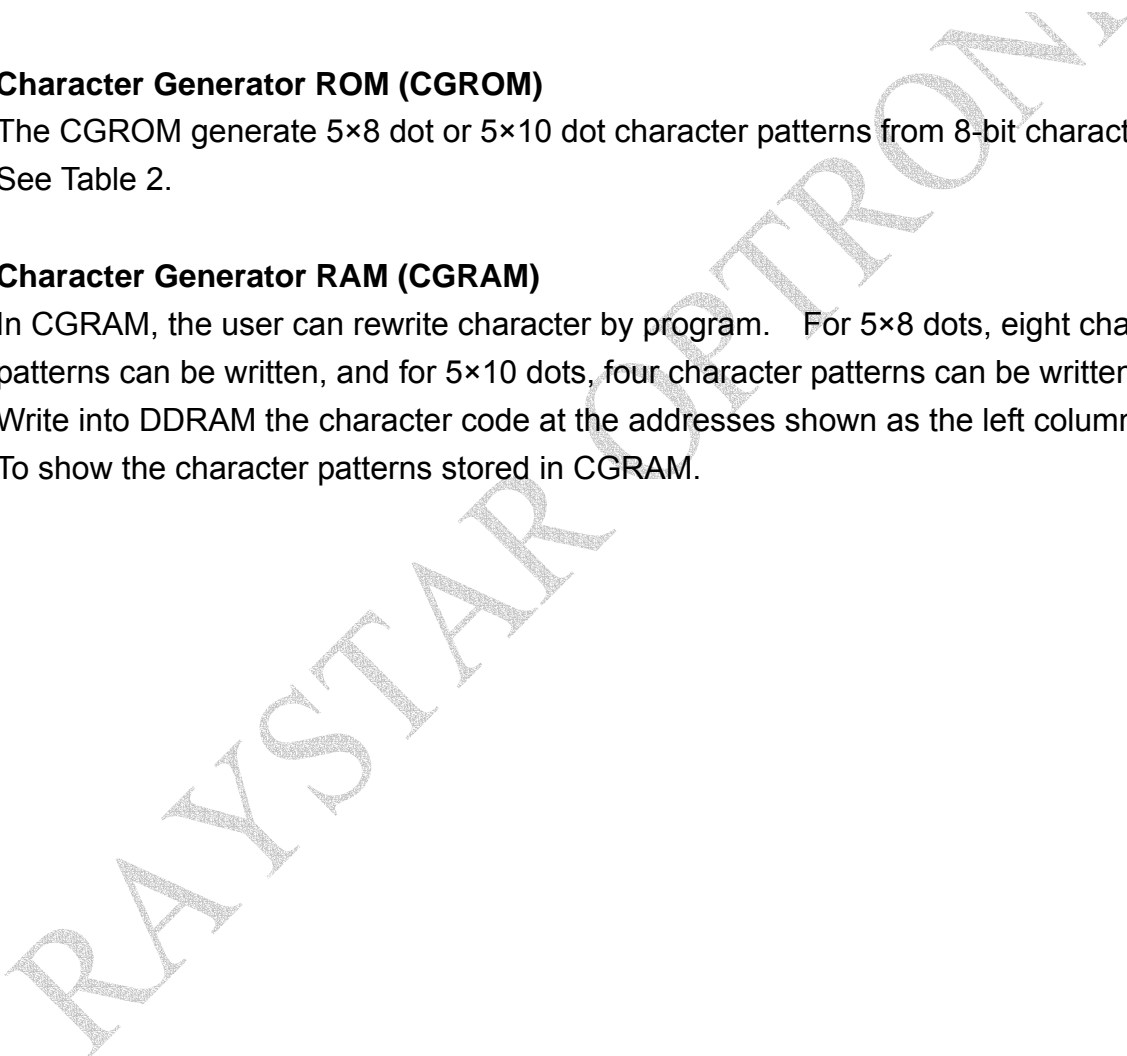 Character Generator ROM (CGROM)
The CGROM generate 5×8 dot or 5×10 dot character patterns from 8-bit
See Table 2.
Character Generator RAM (CGRAM)
In CGRAM, the user can rewrite character by program. For 5×8 dots, eight
patterns can be written, and for 5×10 dots, four character patterns can be written
Write into DDRAM the character code at the addresses shown as the left column
To show the character patterns stored in CGRAM.
RAYSTAR